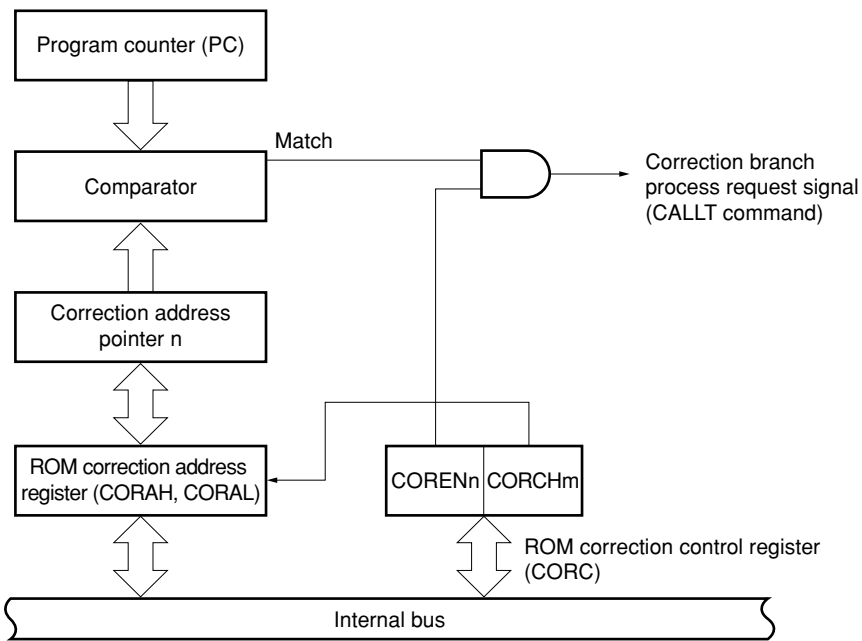 Program counter (PC)
Match
Comparator
Correction branch
process request signal
(CALLT command)
Correction address
pointer n
ROM correction address
register (CORAH, CORAL)
CORENn
CORCHm
ROM correction control register
(CORC)
Internal bus